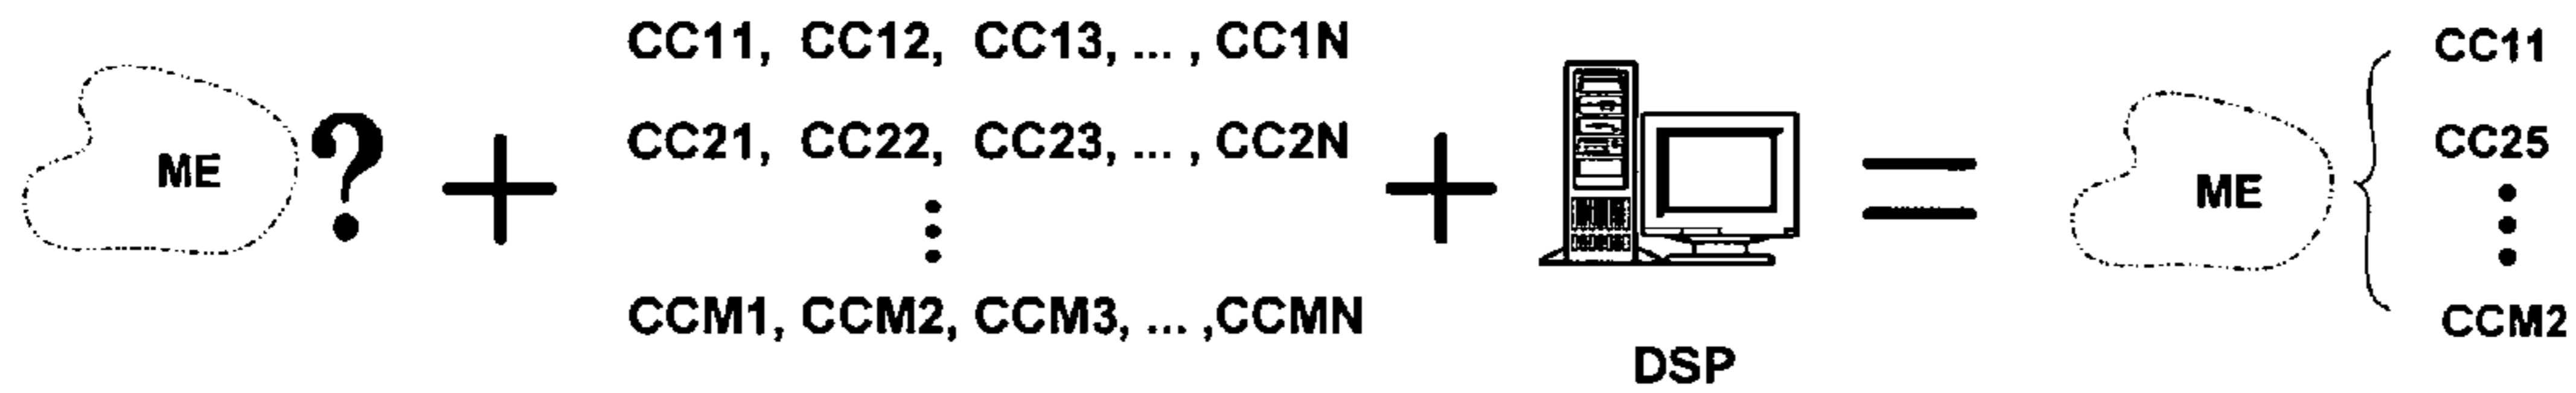 ME ?
+
CC11, CC12, CC13, ... , CC1N
CC21, CC22, CC23, ... , CC2N
CCM1, CCM2, CCM3, ... ,CCMN
+
DSP
=
ME
CC11
CC25
CCM2